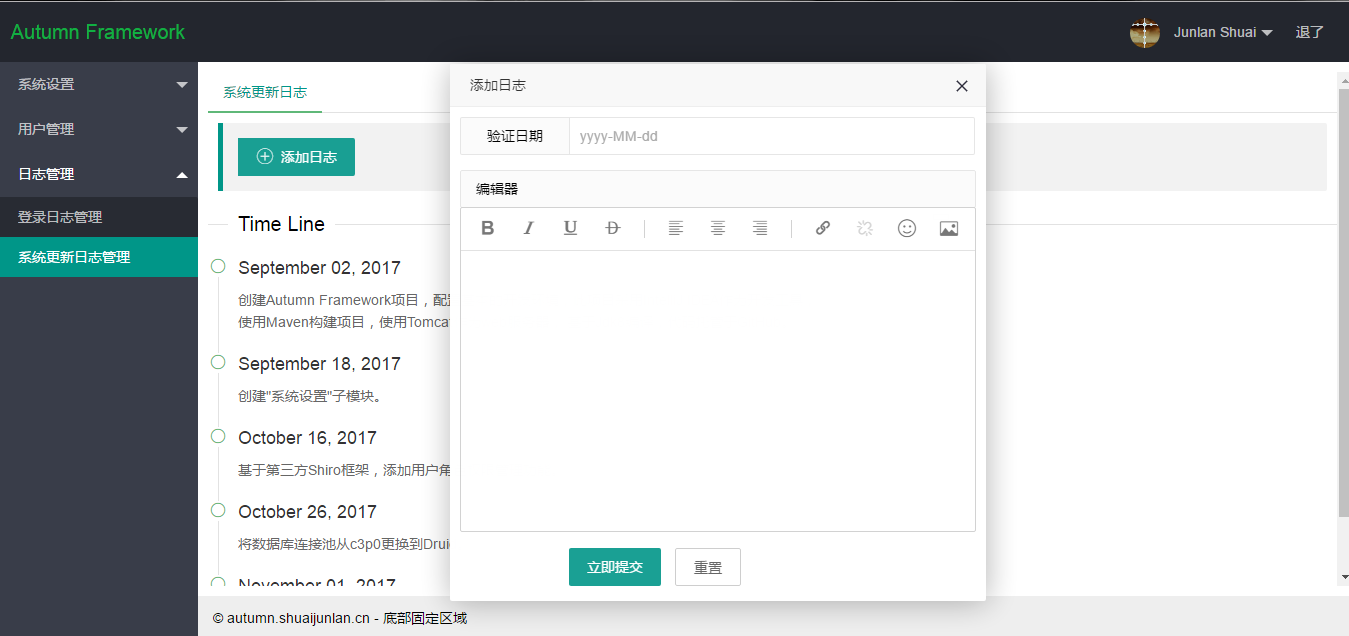 Autumn Framework
Junlan Shuai
退了
系统设置
用户管理
日志管理
登录日志管理
系统更新日志管理
系统更新日志
添加日志
Time Line
September 02, 2017
创建Autumn Framework项目，配
使用Maven构建项目，使用Tomca
September 18, 2017
创建"系统设置"子模块。
October 16, 2017
基于第三方Shiro框架，添加用户角
October 26, 2017
将数据库连接池从c3p0更换到Drui
November 01, 2017
添加日志
验证日期
yyyy-MM-dd
编辑器
B I U D
立即提交
重置
© autumn.shuaijunlan.cn - 底部固定区域